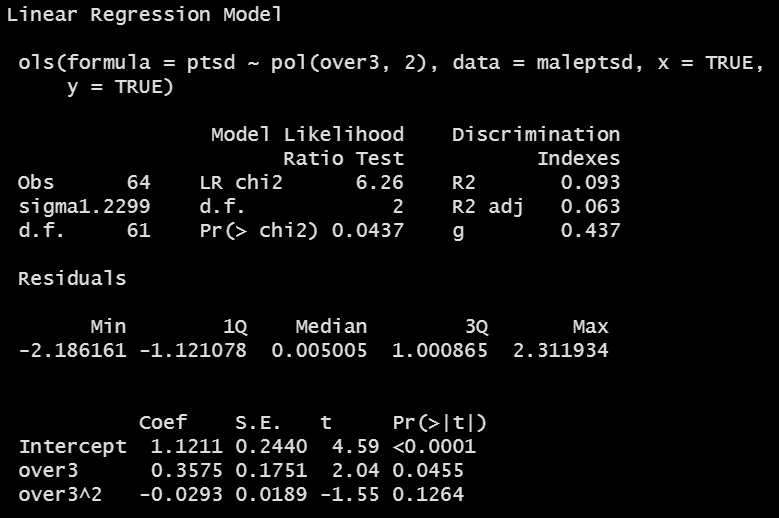 Linear Regression Model
ols(formula = ptsd ~ pol(over3, 2), data = maleptsd, x = TRUE,
y = TRUE)
Model Likelihood Discrimination
Ratio Test Indexes
Obs 64 LR chi2 6.26 R2 0.093
sigma1.2299 d.f. 2 R2 adj 0.063
d.f. 61 Pr(> chi2) 0.0437 g 0.437
Residuals
Min 1Q Median 3Q Max
-2.186161 -1.121078 0.005005 1.000865 2.311934
Coef S.E. t Pr(>|t|)
Intercept 1.1211 0.2440 4.59 <0.0001
over3 0.3575 0.1751 2.04 0.0455
over3^2 -0.0293 0.0189 -1.55 0.1264